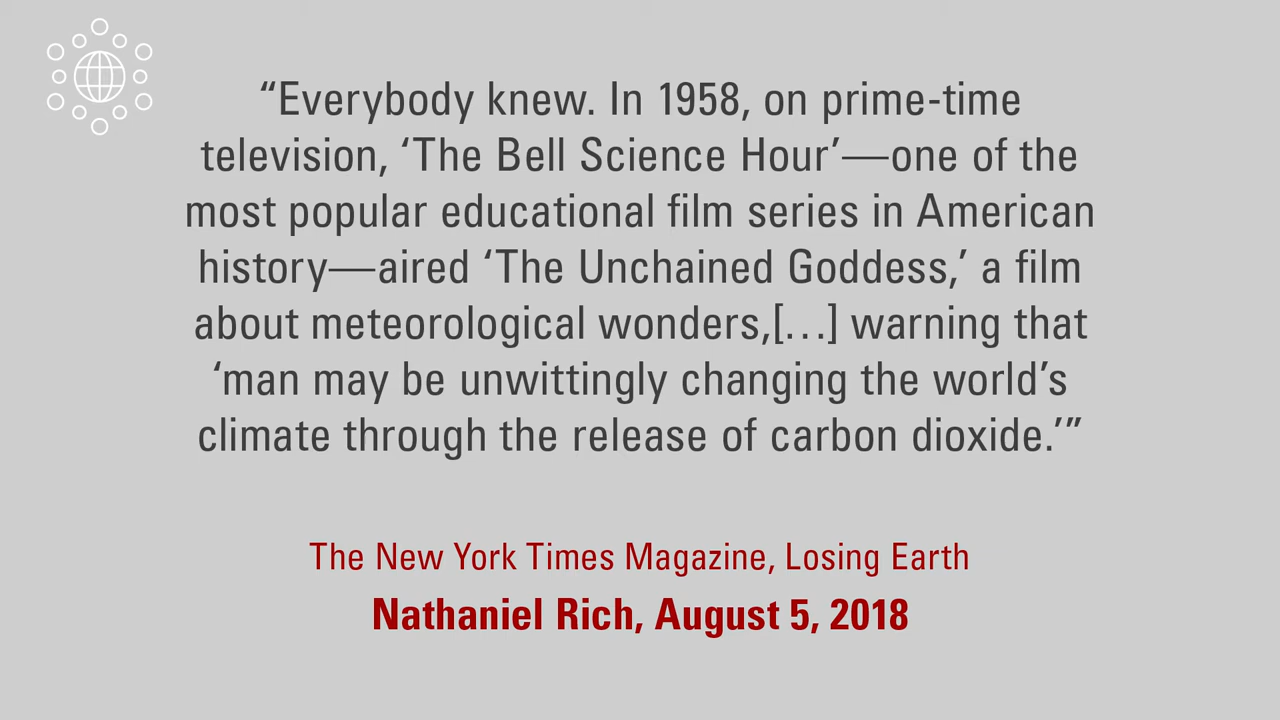 “Everybody knew. In 1958, on prime-time
television, ‘The Bell Science Hour’—one of the
most popular educational film series in American
history—aired ‘The Unchained Goddess,’ a film
about meteorological wonders,[…] warning that
‘man may be unwittingly changing the world’s
climate through the release of carbon dioxide.’”
The New York Times Magazine, Losing Earth
Nathaniel Rich, August 5, 2018